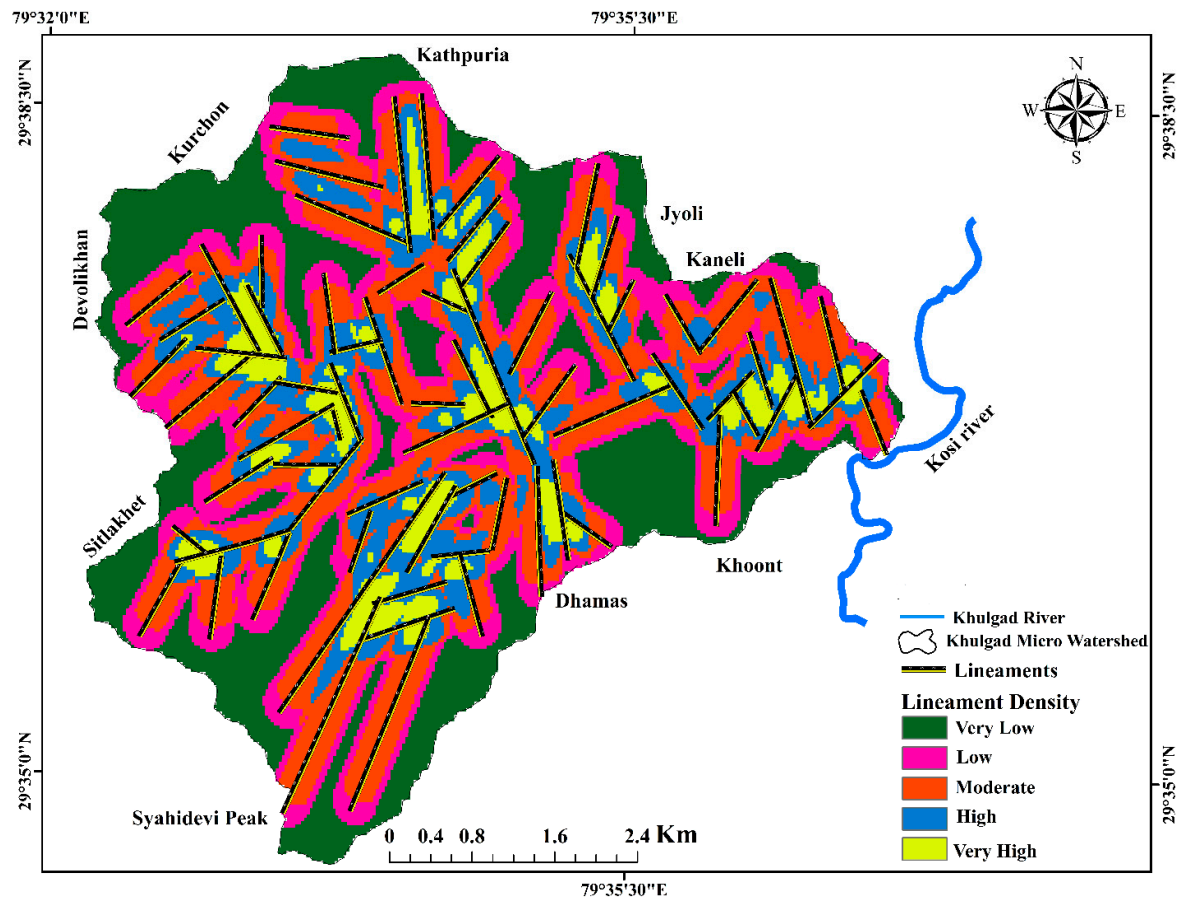 79°32'0"E
79°35'30"E
29°38'30"N
29°38'30"N
Kathpuria
Kurchon
N
W
E
S
Jyoli
Kaneli
Devolikhan
Kosi river
Sitlakhet
Khoont
Dhamas
Khulgad River
Khulgad Micro Watershed
Lineaments
Lineament Density
Very Low
Low
Moderate
High
Very High
29°35'0"N
29°35'0"N
Syahidevi Peak
0 0.4 0.8 1.6 2.4 Km
79°35'30"E